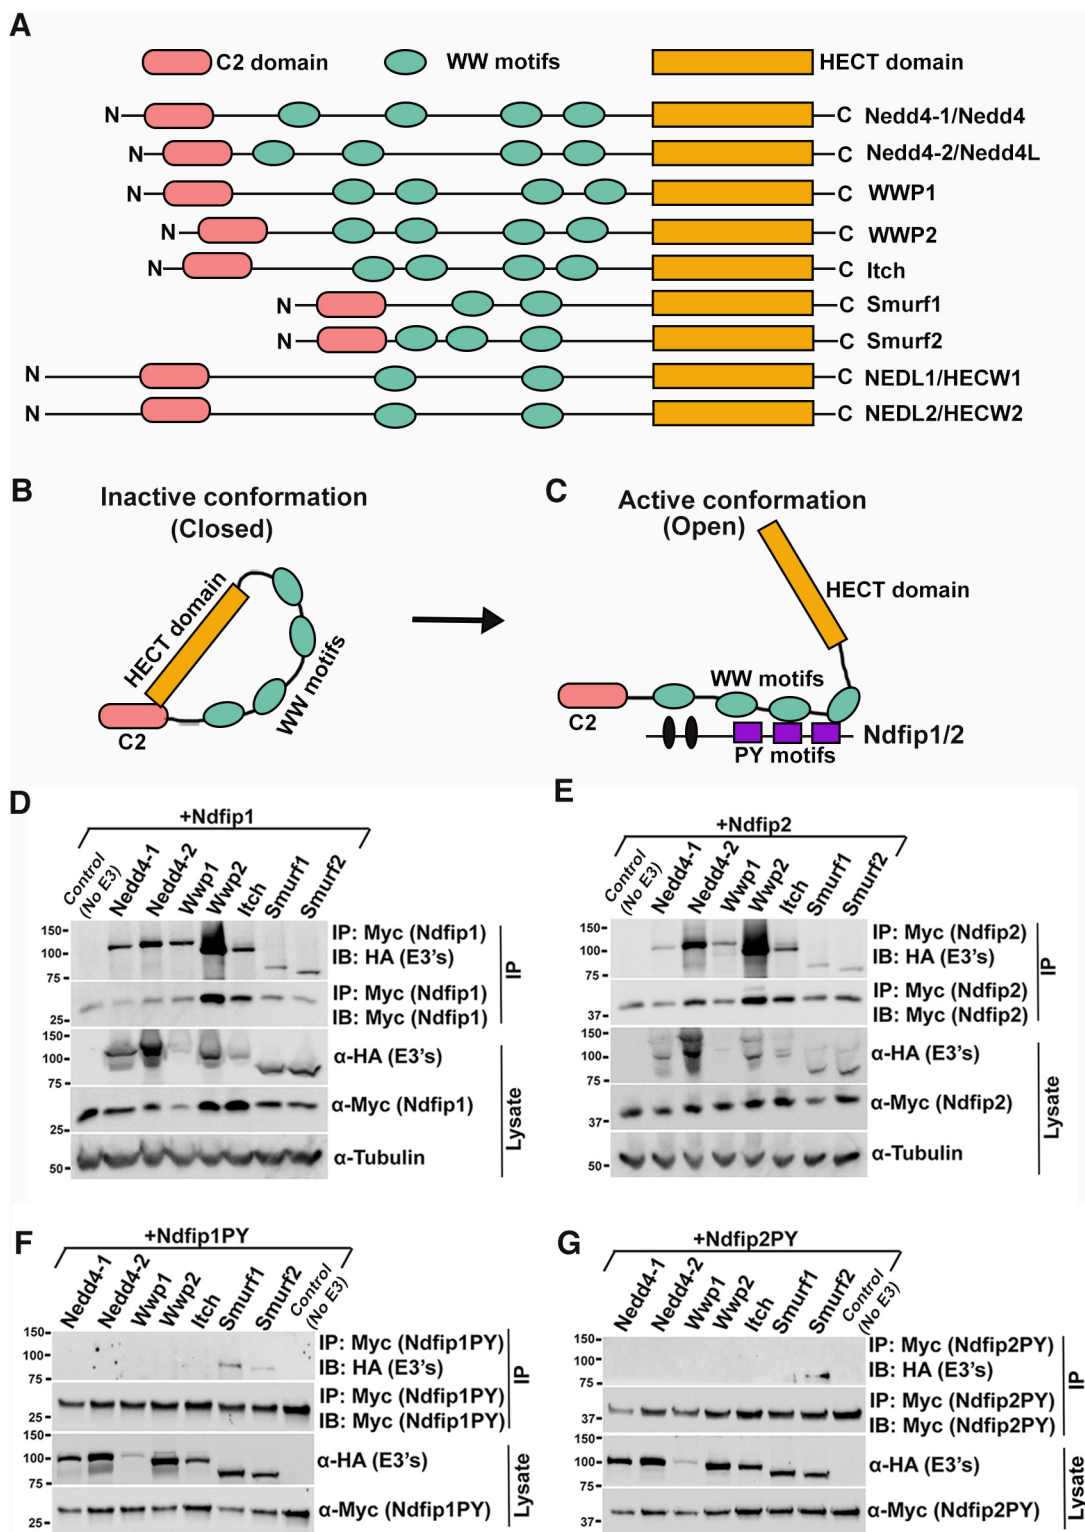 A
C2 domain
WW motifs
HECT domain
N
C
Nedd4-1/Nedd4
N
C
Nedd4-2/Nedd4L
N
C
WWP1
N
C
WWP2
N
C
Itch
N
C
Smurf1
N
C
Smurf2
N
C
NEDL1/HECW1
N
C
NEDL2/HECW2
B
Inactive conformation
(Closed)
HECT domain
WW motifs
C2
C
Active conformation
(Open)
HECT domain
WW motifs
C2
Ndfip1/2
PY motifs
D
+Ndfip1
Control
(No E3)
Nedd4-1
Nedd4-2
Wwp1
Wwp2
Itch
Smurf1
Smurf2
150-
100-
75-
IP: Myc (Ndfip1)
IB: HA (E3's)
25-
IP: Myc (Ndfip1)
IB: Myc (Ndfip1)
IP
150-
100-
75-
α-HA (E3's)
25-
α-Myc (Ndfip1)
50-
α-Tubulin
Lysate
E
+Ndfip2
Control
(No E3)
Nedd4-1
Nedd4-2
Wwp1
Wwp2
Itch
Smurf1
Smurf2
150-
100-
75-
IP: Myc (Ndfip2)
IB: HA (E3's)
37-
IP: Myc (Ndfip2)
IB: Myc (Ndfip2)
IP
150-
100-
75-
α-HA (E3's)
37-
α-Myc (Ndfip2)
50-
α-Tubulin
Lysate
F
+Ndfip1PY
Nedd4-1
Nedd4-2
Wwp1
Wwp2
Itch
Smurf1
Smurf2
Control
(No E3)
150-
100-
75-
IP: Myc (Ndfip1PY)
IB: HA (E3's)
25-
IP: Myc (Ndfip1PY)
IB: Myc (Ndfip1PY)
IP
150-
100-
75-
α-HA (E3's)
25-
α-Myc (Ndfip1PY)
Lysate
G
+Ndfip2PY
Nedd4-1
Nedd4-2
Wwp1
Wwp2
Itch
Smurf1
Smurf2
Control
(No E3)
150-
100-
75-
IP: Myc (Ndfip2PY)
IB: HA (E3's)
37-
IP: Myc (Ndfip2PY)
IB: Myc (Ndfip2PY)
IP
150-
100-
75-
α-HA (E3's)
37-
α-Myc (Ndfip2PY)
Lysate